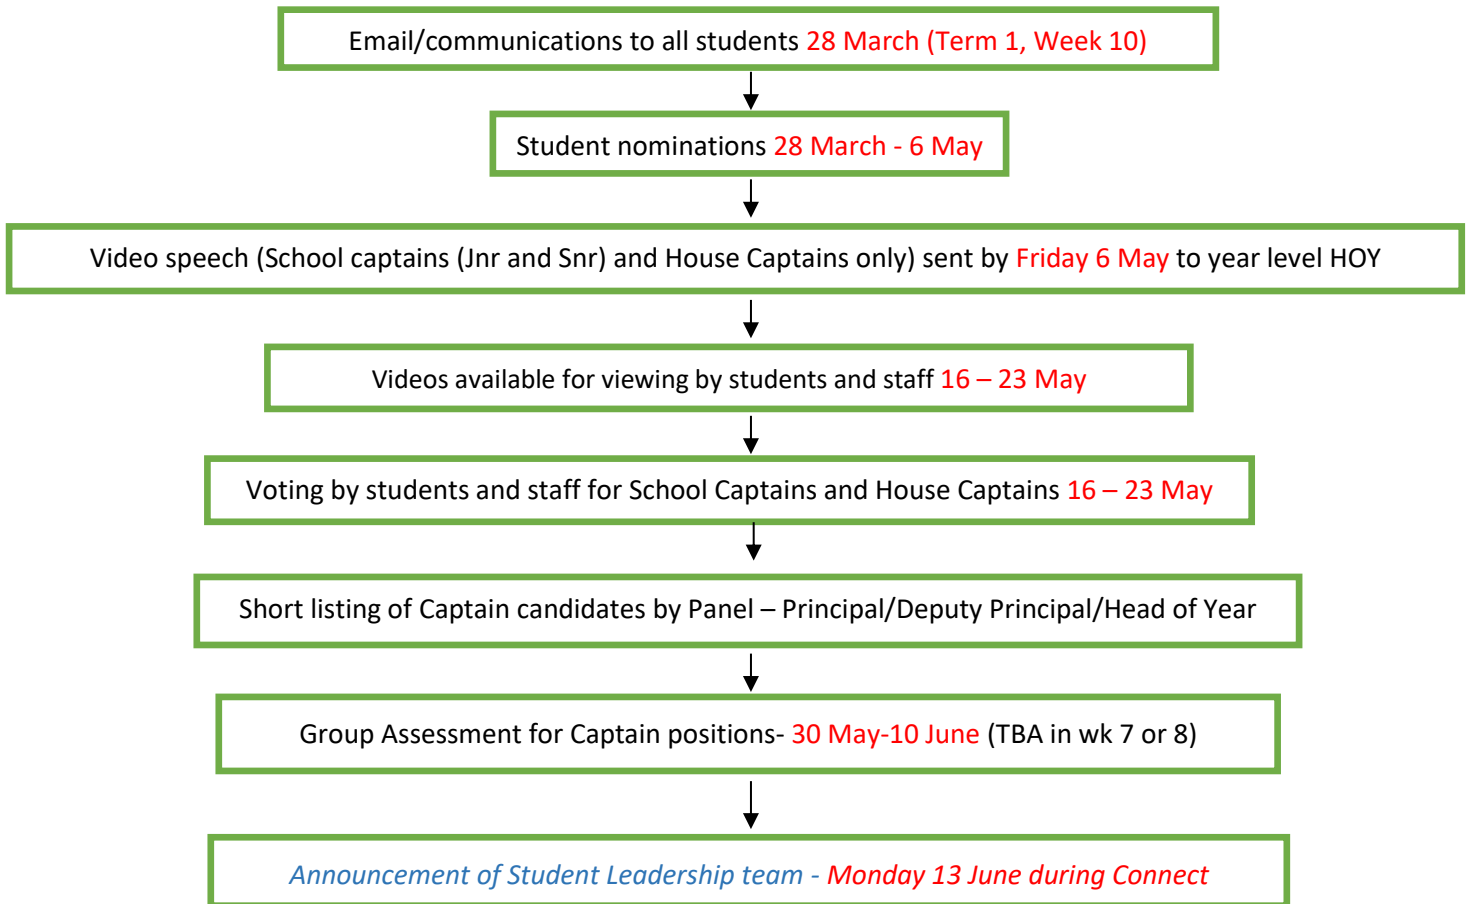 Email/communications to all students 28 March (Term 1, Week 10)
Student nominations 28 March - 6 May
Video speech (School captains (Jnr and Snr) and House Captains only) sent by Friday 6 May to year level HOY
Videos available for viewing by students and staff 16 – 23 May
Voting by students and staff for School Captains and House Captains 16 – 23 May
Short listing of Captain candidates by Panel – Principal/Deputy Principal/Head of Year
Group Assessment for Captain positions- 30 May-10 June (TBA in wk 7 or 8)
Announcement of Student Leadership team - Monday 13 June during Connect